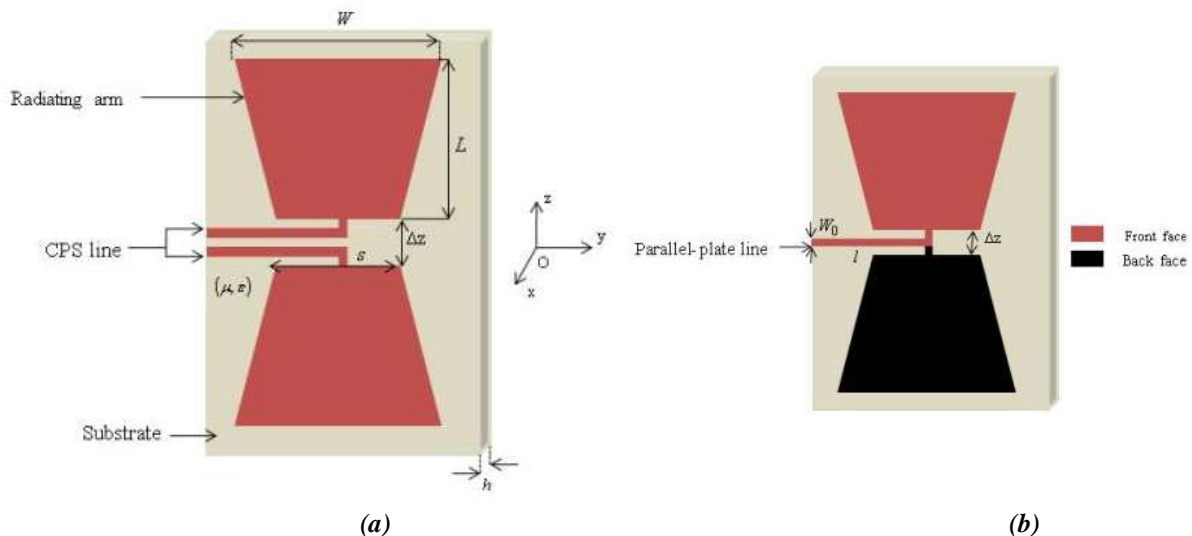 W
Radiating arm
L
CPS line
Δz
s
(μ, ε)
Substrate
h
z
y
O
x
(a)
W₀
Parallel-plate line
l
Δz
Front face
Back face
(b)